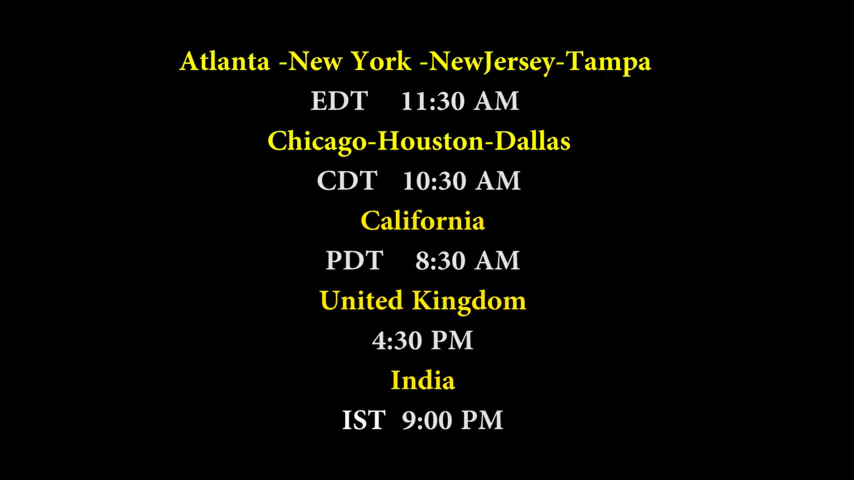 Atlanta -New York -NewJersey-Tampa
EDT 11:30 AM
Chicago-Houston-Dallas
CDT 10:30 AM
California
PDT 8:30 AM
United Kingdom
4:30 PM
India
IST 9:00 PM